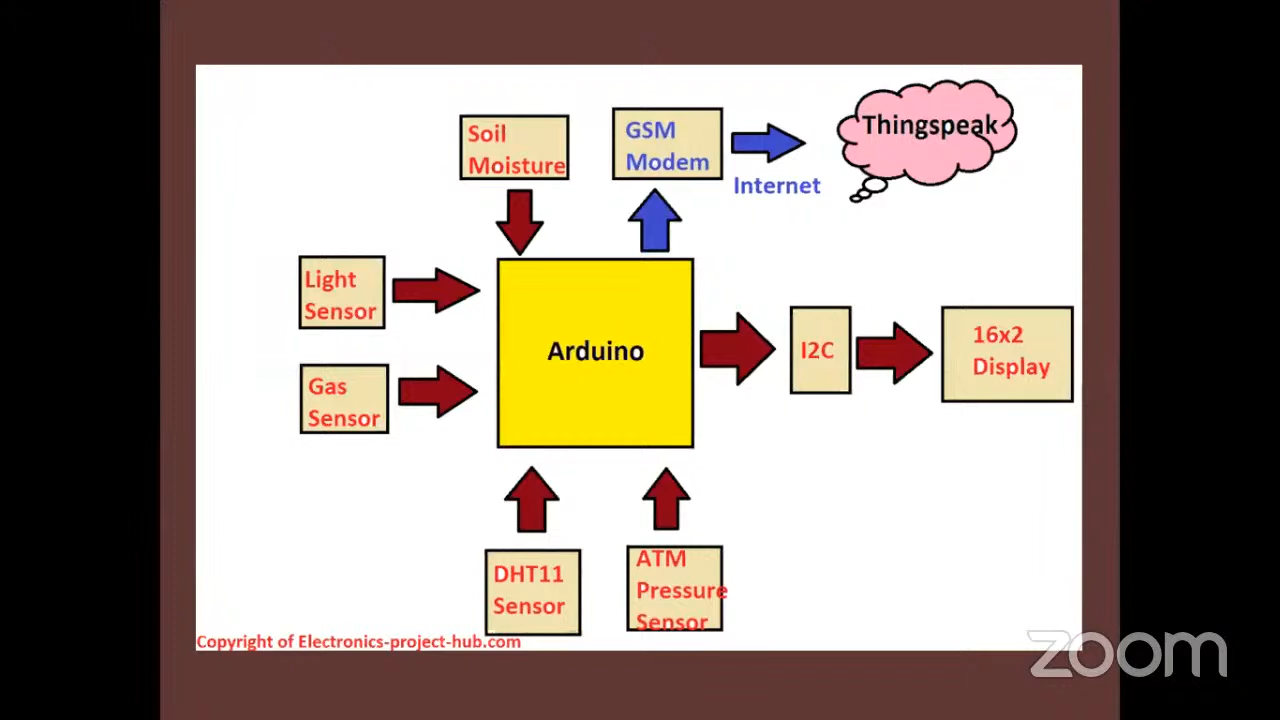 Soil
Moisture
GSM
Modem
Internet
Thingspeak
Light
Sensor
Gas
Sensor
Arduino
I2C
16x2
Display
DHT11
Sensor
ATM
Pressure
Sensor
Copyright of Electronics-project-hub.com
zoom